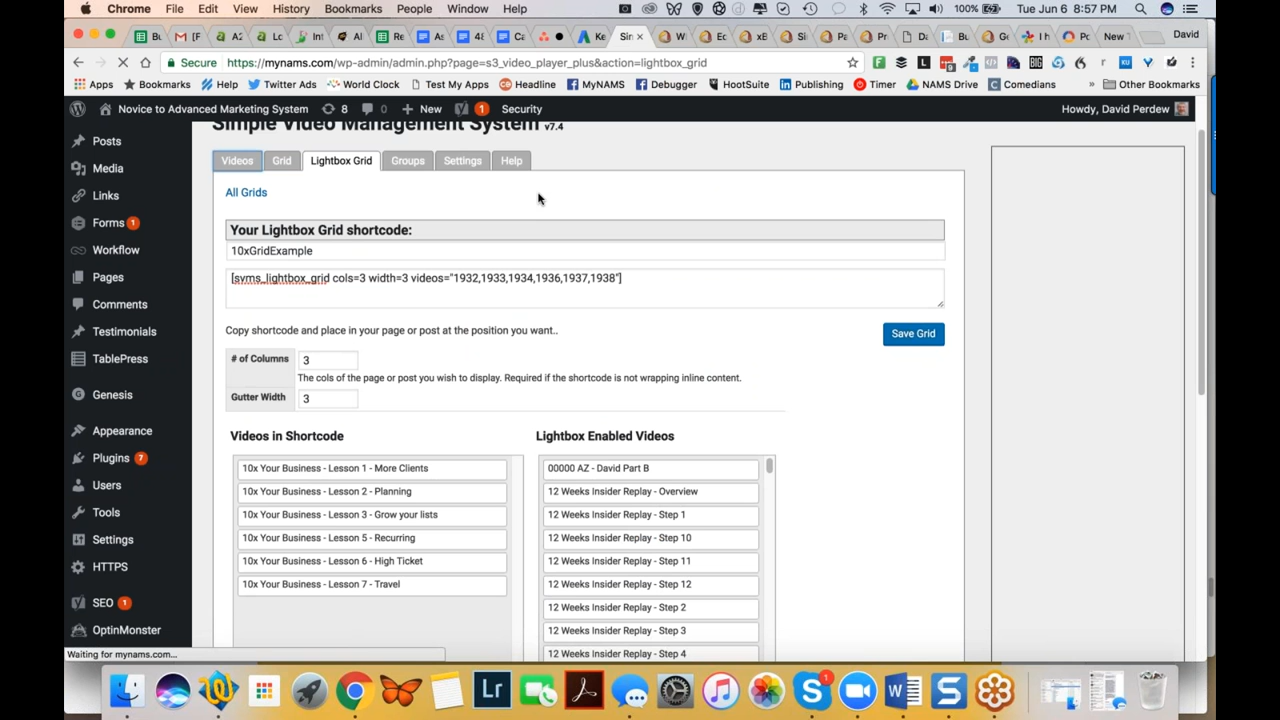 Chrome File Edit View History Bookmarks People Window Help 100% Tue Jun 6 8:57 PM
David
Secure https://mynams.com/wp-admin/admin.php?page=s3_video_player_plus&action=lightbox_grid
Apps Bookmarks Help Twitter Ads World Clock Test My Apps Headline MyNAMS Debugger HootSuite Publishing Timer NAMS Drive Comedians Other Bookmarks
Novice to Advanced Marketing System 8 0 New 1 Security Howdy, David Perdew
Simple Video Management System v7.4
Posts
Media
Links
Forms 1
Workflow
Pages
Comments
Testimonials
TablePress
Genesis
Appearance
Plugins 7
Users
Tools
Settings
HTTPS
SEO 1
OptinMonster
Videos Grid Lightbox Grid Groups Settings Help
All Grids
Your Lightbox Grid shortcode:
10xGridExample
[svms_lightbox_grid cols=3 width=3 videos="1932,1933,1934,1936,1937,1938"]
Copy shortcode and place in your page or post at the position you want..
Save Grid
# of Columns 3
The cols of the page or post you wish to display. Required if the shortcode is not wrapping inline content.
Gutter Width 3
Videos in Shortcode
10x Your Business - Lesson 1 - More Clients
10x Your Business - Lesson 2 - Planning
10x Your Business - Lesson 3 - Grow your lists
10x Your Business - Lesson 5 - Recurring
10x Your Business - Lesson 6 - High Ticket
10x Your Business - Lesson 7 - Travel
Lightbox Enabled Videos
00000 AZ - David Part B
12 Weeks Insider Replay - Overview
12 Weeks Insider Replay - Step 1
12 Weeks Insider Replay - Step 10
12 Weeks Insider Replay - Step 11
12 Weeks Insider Replay - Step 12
12 Weeks Insider Replay - Step 2
12 Weeks Insider Replay - Step 3
12 Weeks Insider Replay - Step 4
Waiting for mynams.com...
Lr